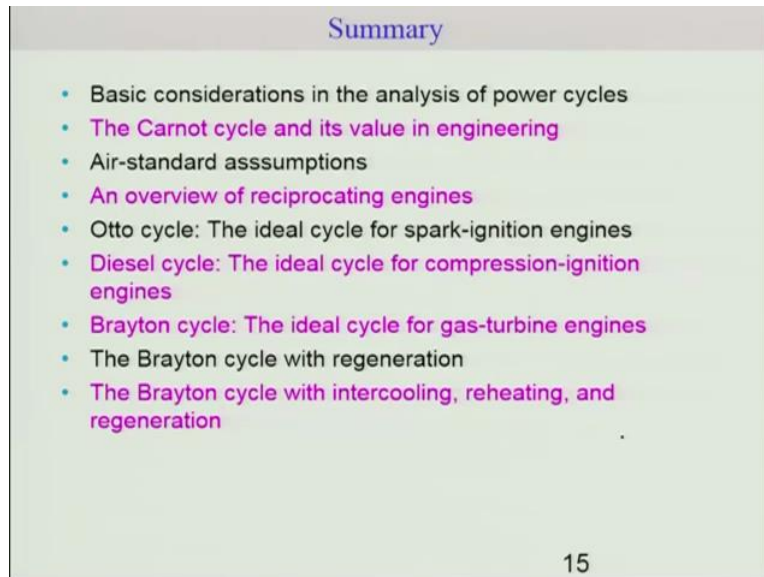 Summary
• Basic considerations in the analysis of power cycles
• The Carnot cycle and its value in engineering
• Air-standard asssumptions
• An overview of reciprocating engines
• Otto cycle: The ideal cycle for spark-ignition engines
• Diesel cycle: The ideal cycle for compression-ignition
engines
• Brayton cycle: The ideal cycle for gas-turbine engines
• The Brayton cycle with regeneration
• The Brayton cycle with intercooling, reheating, and
regeneration
15